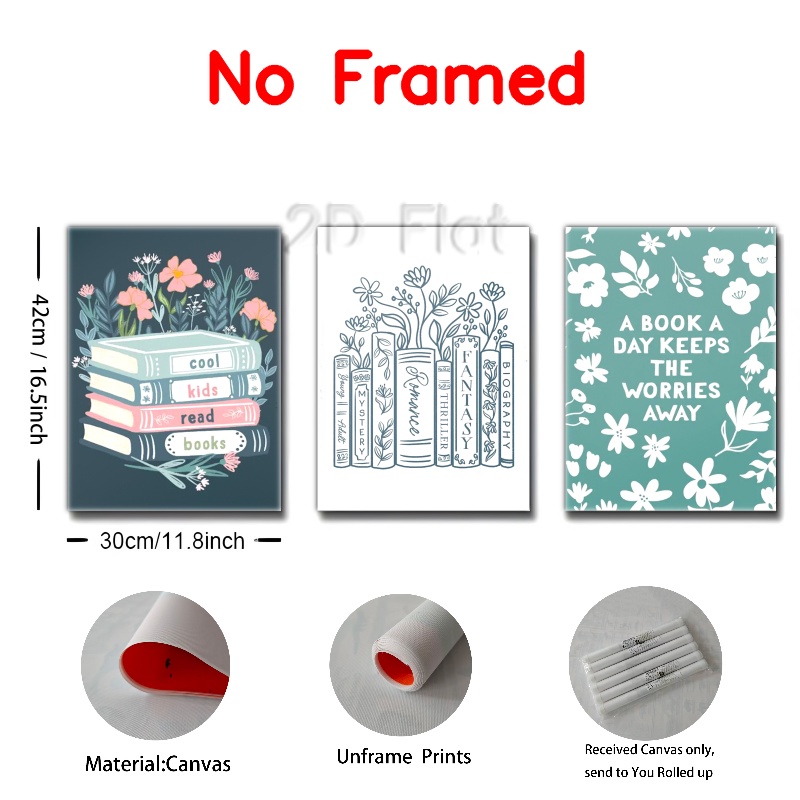 No Framed
2D Flat
42cm / 16.5inch
30cm/11.8inch
cool
kids
read
books
Young Adult
MYSTERY
Romance
THRILLER
FANTASY
BIOGRAPHY
A BOOK A
DAY KEEPS
THE
WORRIES
AWAY
Material:Canvas
Unframe Prints
Received Canvas only,
send to You Rolled up